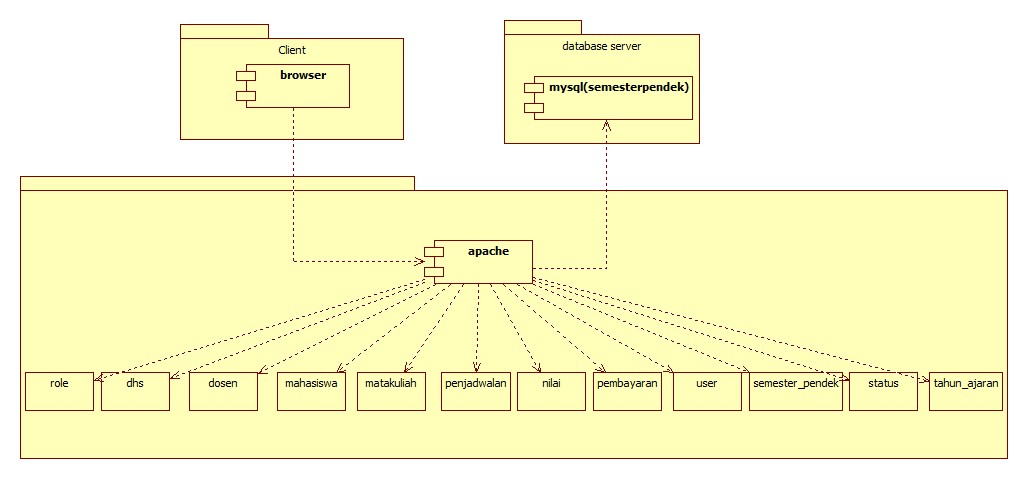 Client
browser
database server
mysql(semesterpendek)
apache
role
dhs
dosen
mahasiswa
matakuliah
penjadwalan
nilai
pembayaran
user
semester_pendek
status
tahun_ajaran